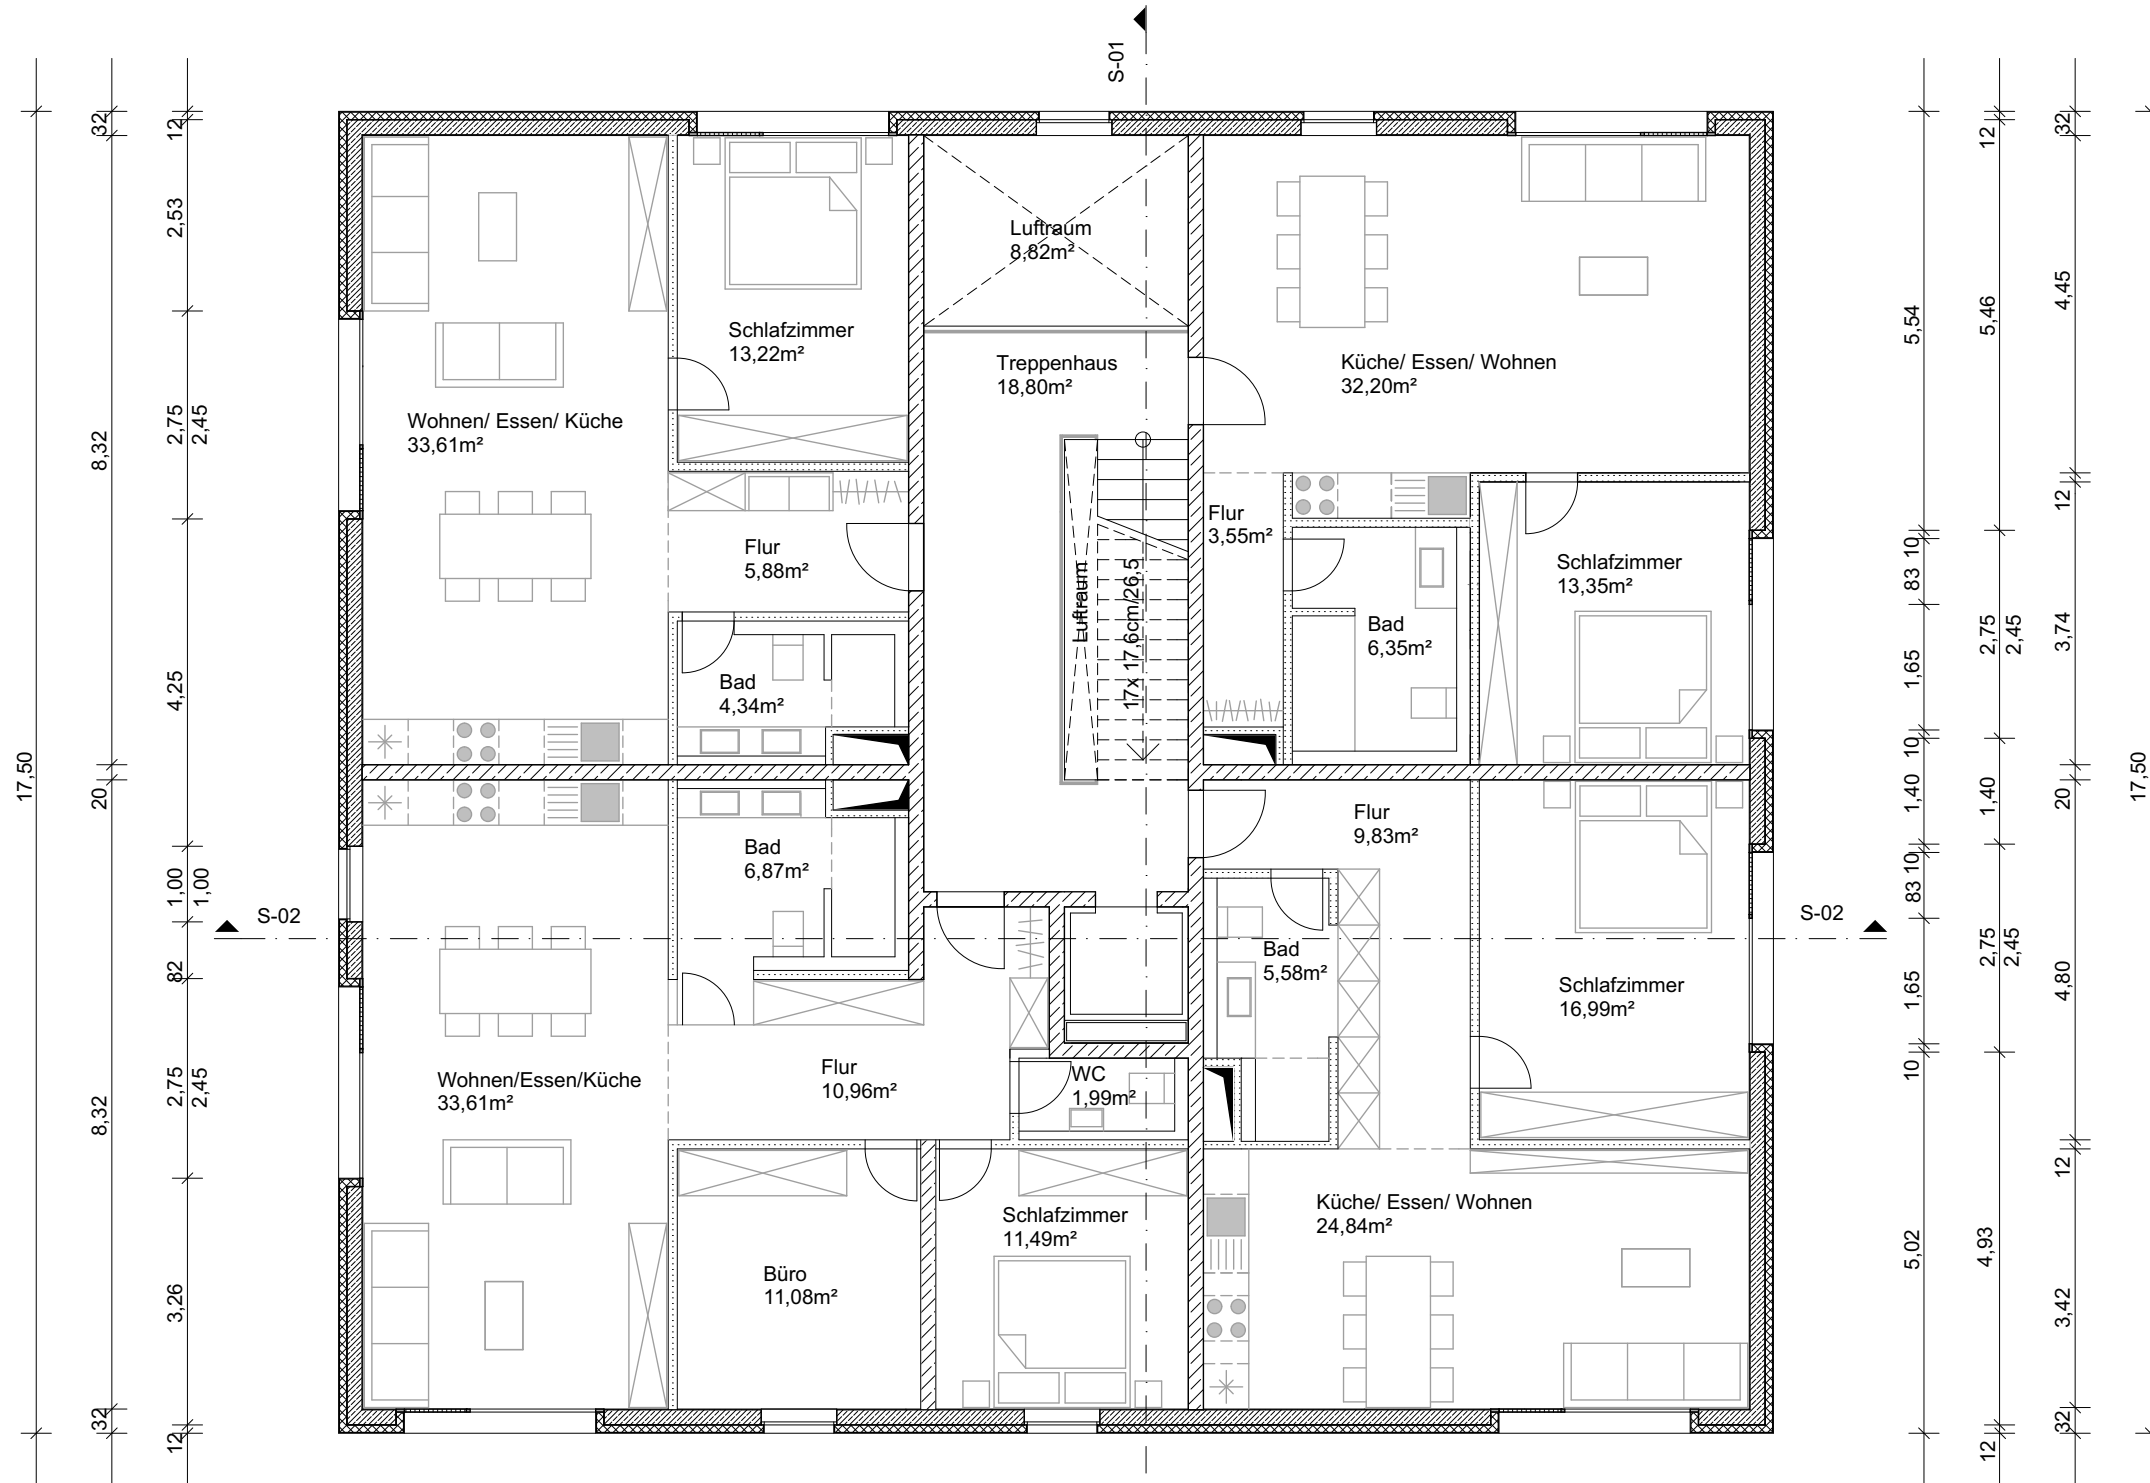 S-01
Luftraum
8,82m²
Schlafzimmer
13,22m²
Treppenhaus
18,80m²
Küche/ Essen/ Wohnen
32,20m²
Wohnen/ Essen/ Küche
33,61m²
Flur
5,88m²
Flur
3,55m²
Schlafzimmer
13,35m²
Luftraum
17x 17,6cm/26,5
Bad
6,35m²
Bad
4,34m²
Bad
6,87m²
Flur
9,83m²
S-02
S-02
Bad
5,58m²
Schlafzimmer
16,99m²
Wohnen/Essen/Küche
33,61m²
Flur
10,96m²
WC
1,99m²
Küche/ Essen/ Wohnen
24,84m²
Schlafzimmer
11,49m²
Büro
11,08m²
17,50
32
8,32
20
8,32
32
12
2,53
2,75
2,45
4,25
1,00
1,00
82
2,75
2,45
3,26
12
5,54
10
83
1,65
10
1,40
10
83
1,65
10
5,02
12
5,46
2,75
2,45
1,40
2,75
2,45
4,93
12
32
4,45
12
3,74
20
4,80
12
3,42
32
17,50